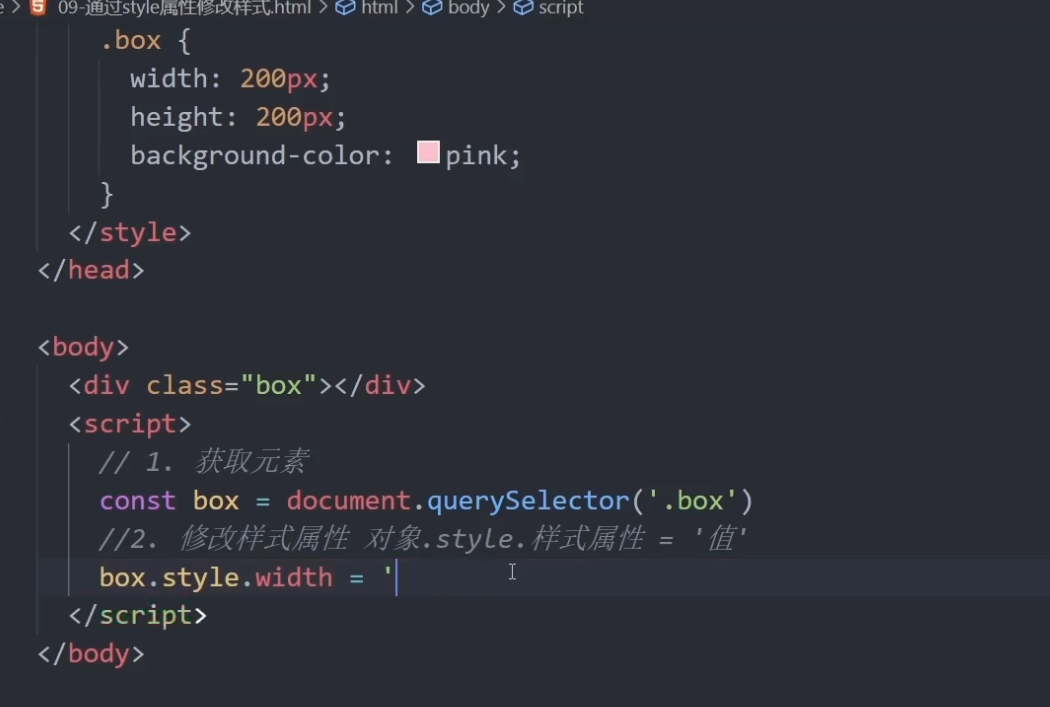 e > 09-通过style属性修改样式.html > html > body > script
.box {
width: 200px;
height: 200px;
background-color: pink;
}
</style>
</head>
<body>
<div class="box"></div>
<script>
// 1. 获取元素
const box = document.querySelector('.box')
//2. 修改样式属性 对象.style.样式属性 = '值'
box.style.width = '
</script>
</body>